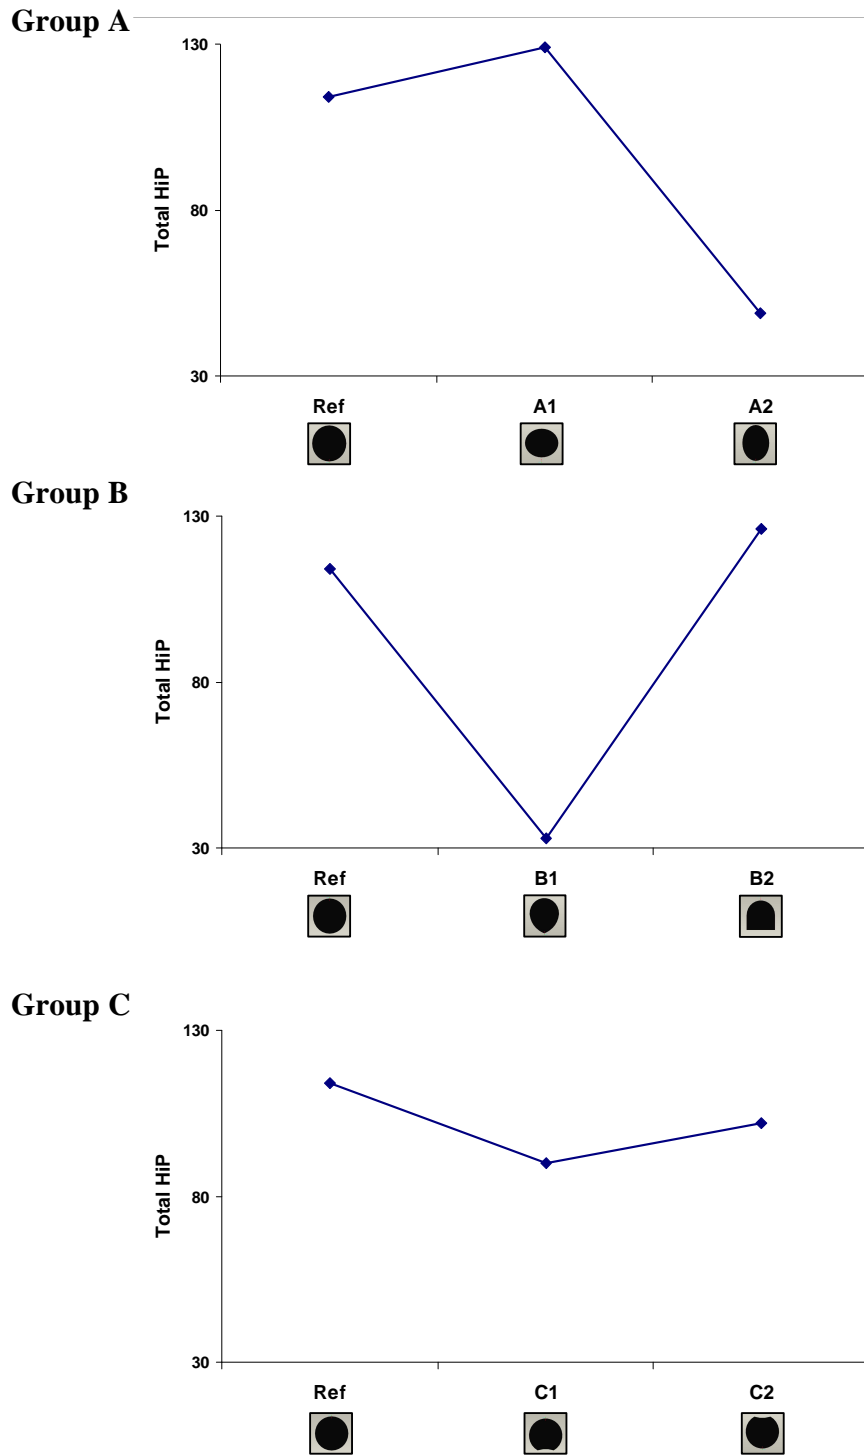 Group A
130
80
30
Total HiP
Ref A1 A2
Group B
130
80
30
Total HiP
Ref B1 B2
Group C
130
80
30
Total HiP
Ref C1 C2